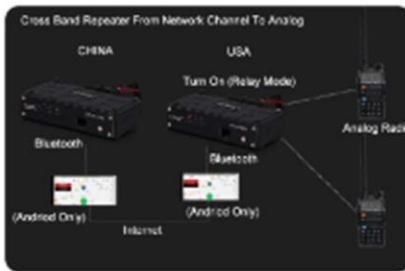 Cross Band Repeater From Network Channel To Analog
CHINA
USA
Turn On (Relay Mode)
Analog Radio
Bluetooth
Bluetooth
(Andriod Only)
(Andriod Only)
Internet